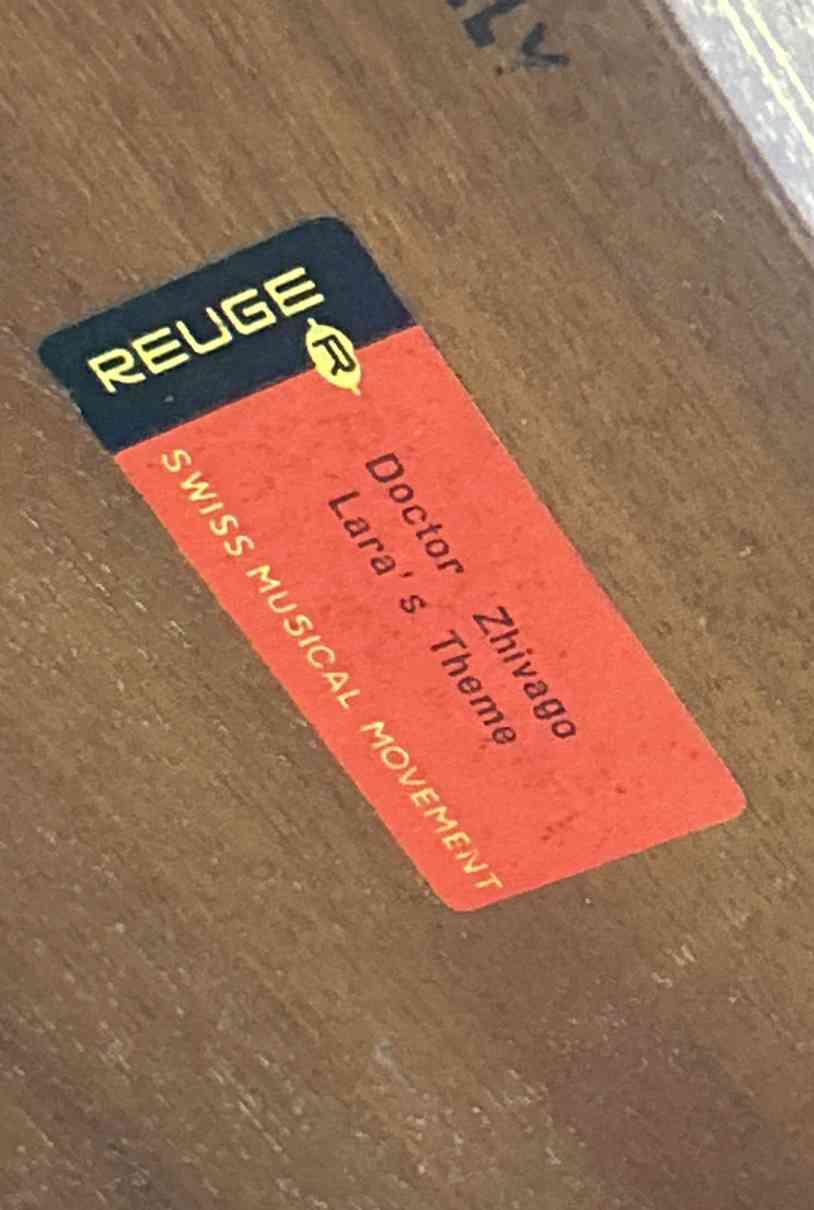 REUGE
R
Doctor Zhivago
Lara's Theme
SWISS MUSICAL MOVEMENT